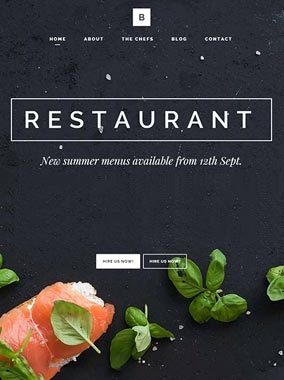 B
HOME ABOUT THE CHEFS BLOG CONTACT
RESTAURANT
New summer menus available from 12th Sept.
HIRE US NOW! HIRE US NOW!